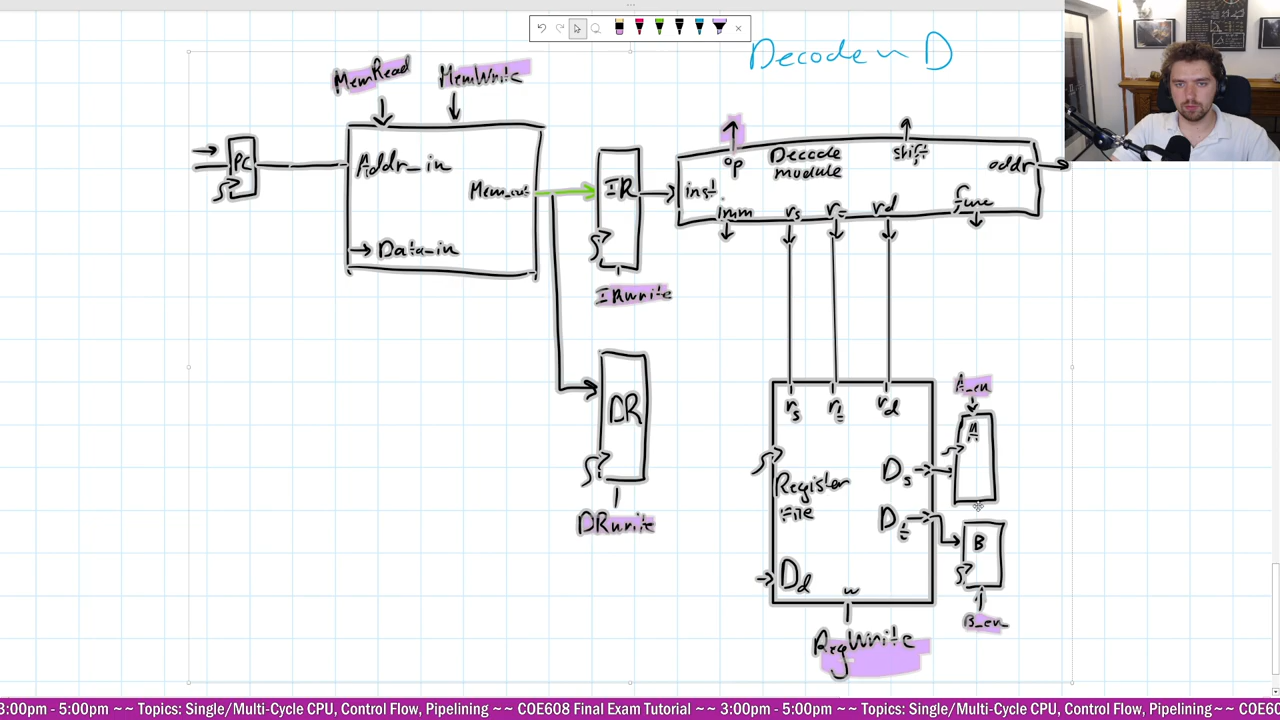 Decode ~ D
MemRead
MemWrite
PC
Addr_in
Mem_out
Data_in
IR
IRwrite
DR
DRwrite
op
Decode
module
shift
addr
inst
imm
rs
rt
rd
func
rs
rt
rd
Register
File
Ds
Dt
Dd
w
RegWrite
A_en
A
B
B_en
3:00pm - 5:00pm ~~ Topics: Single/Multi-Cycle CPU, Control Flow, Pipelining ~~ COE608 Final Exam Tutorial ~~ 3:00pm - 5:00pm ~~ Topics: Single/Multi-Cycle CPU, Control Flow, Pipelining ~~ COE60